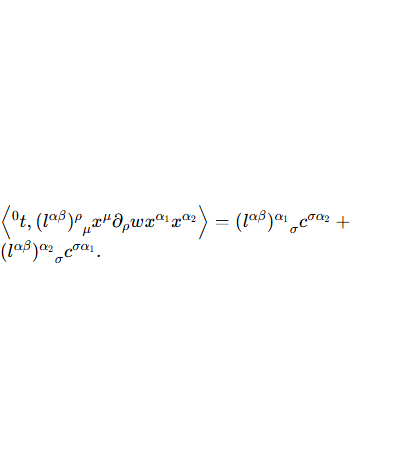 ⟨⁰t, (l^{αβ})^ρ_μ x^μ ∂_ρ w x^{α₁} x^{α₂}⟩ = (l^{αβ})^{α₁}_σ c^{σα₂} +
(l^{αβ})^{α₂}_σ c^{σα₁}.